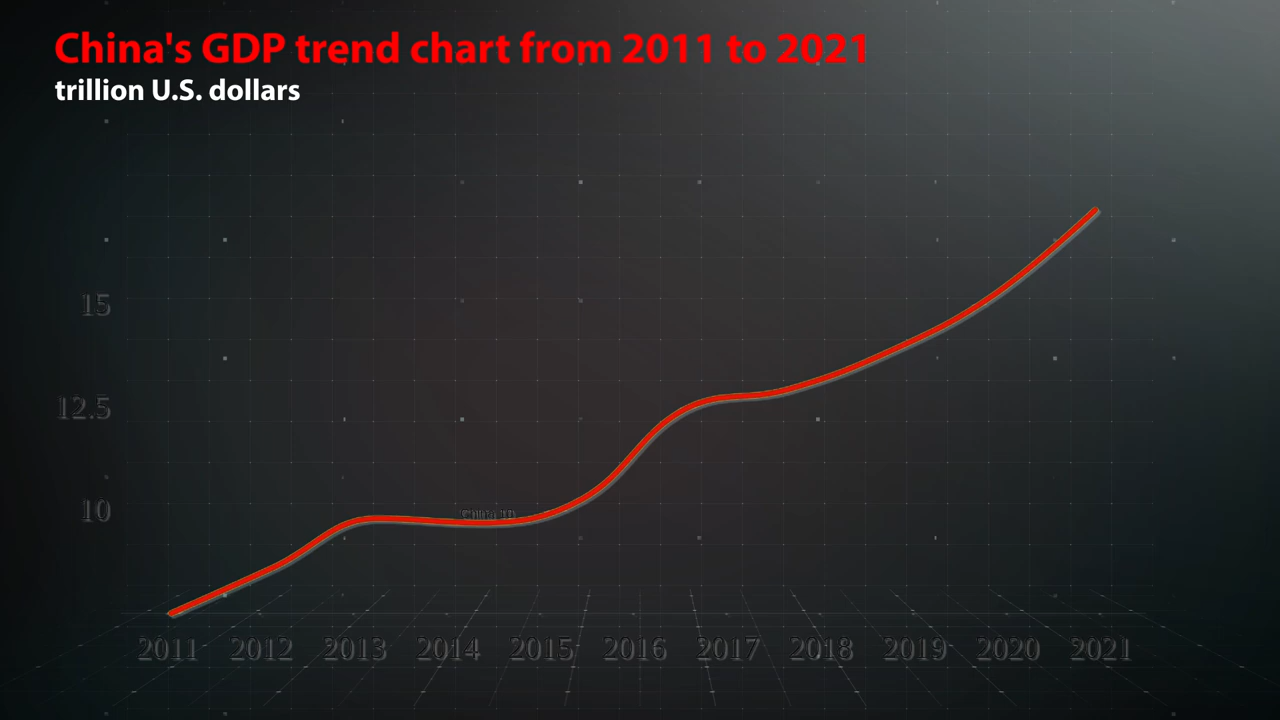 China's GDP trend chart from 2011 to 2021
trillion U.S. dollars
15
12.5
10
2011 2012 2013 2014 2015 2016 2017 2018 2019 2020 2021